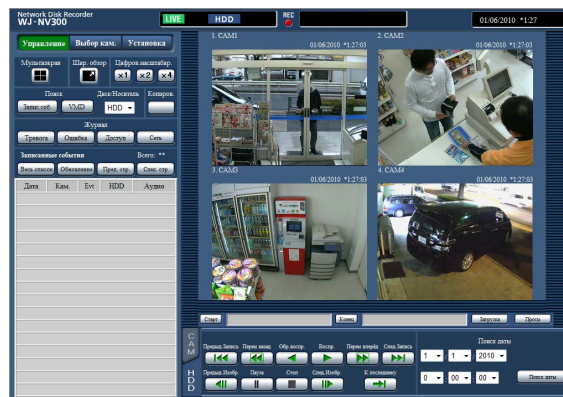 Network Disk Recorder
WJ-NV300
LIVE HDD
REC
01/06/2010 *1:27
Управление Выбор кам. Установка
Мультиэкран Шир. обзор Цифров.масштабир.
×1 ×2 ×4
Поиск Диск/Носитель Копиров.
Запис.соб. VMD HDD
Журнал
Тревога Ошибка Доступ Сеть
Записанные события Всего: **
Весь список Обновление Пред. стр. След. стр.
Дата Кам. Evt HDD Аудио
1. CAM1
01/06/2010 *1:27:03
2. CAM2
01/06/2010 *1:27:03
3. CAM3
01/06/2010 *1:27:03
4. CAM4
01/06/2010 *1:27:03
Старт Конец Загрузка Просм
CAM
HDD
Предыд.Запись Перем назад Обр.воспр. Воспр. Перем вперёд След.Запись
Предыд.Изобр. Пауза Стоп След.Изобр. К последнему
Поиск даты
1 1 2010
0 : 00 : 00 Поиск даты